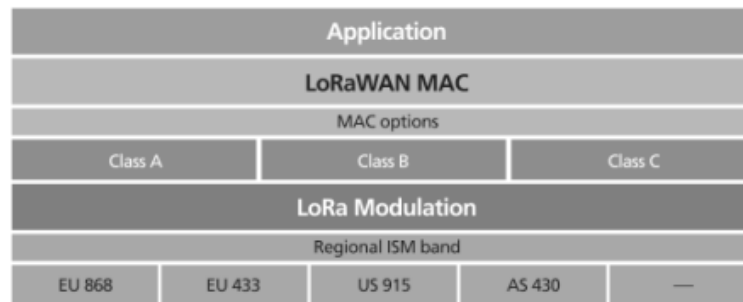 Application
LoRaWAN MAC
MAC options
Class A Class B Class C
LoRa Modulation
Regional ISM band
EU 868 EU 433 US 915 AS 430 —